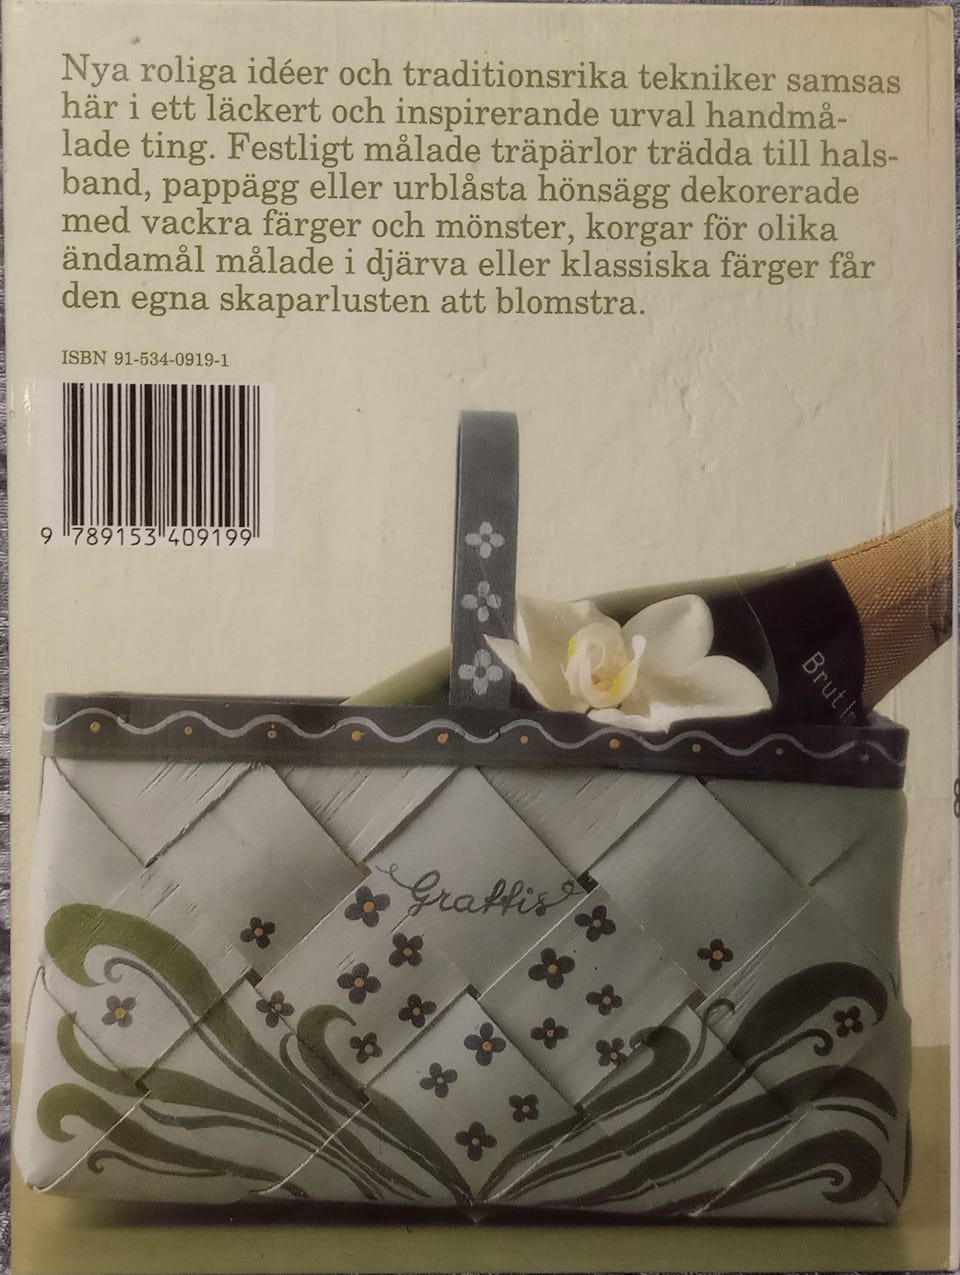 Nya roliga idéer och traditionsrika tekniker samsas
här i ett läckert och inspirerande urval handmå-
lade ting. Festligt målade träpärlor trädda till hals-
band, pappägg eller urblåsta hönsägg dekorerade
med vackra färger och mönster, korgar för olika
ändamål målade i djärva eller klassiska färger får
den egna skaparlusten att blomstra.
ISBN 91-534-0919-1
9 789153 409199
Brut
Grattis